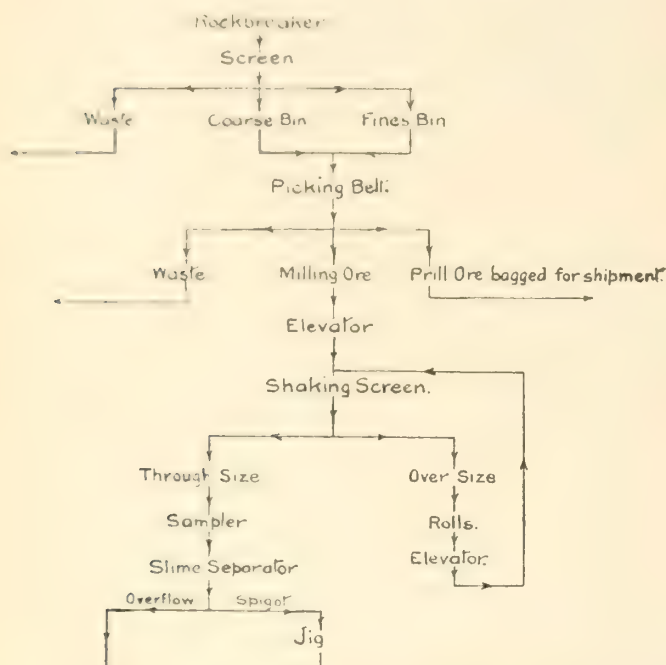 Rockbreaker
Screen
Waste Coarse Bin Fines Bin
Picking Belt.
Waste Milling Ore Prill Ore bagged for shipment.
Elevator
Shaking Screen.
Through Size Over Size
Sampler Rolls.
Slime Separator Elevator.
Overflow Spigot
Jig